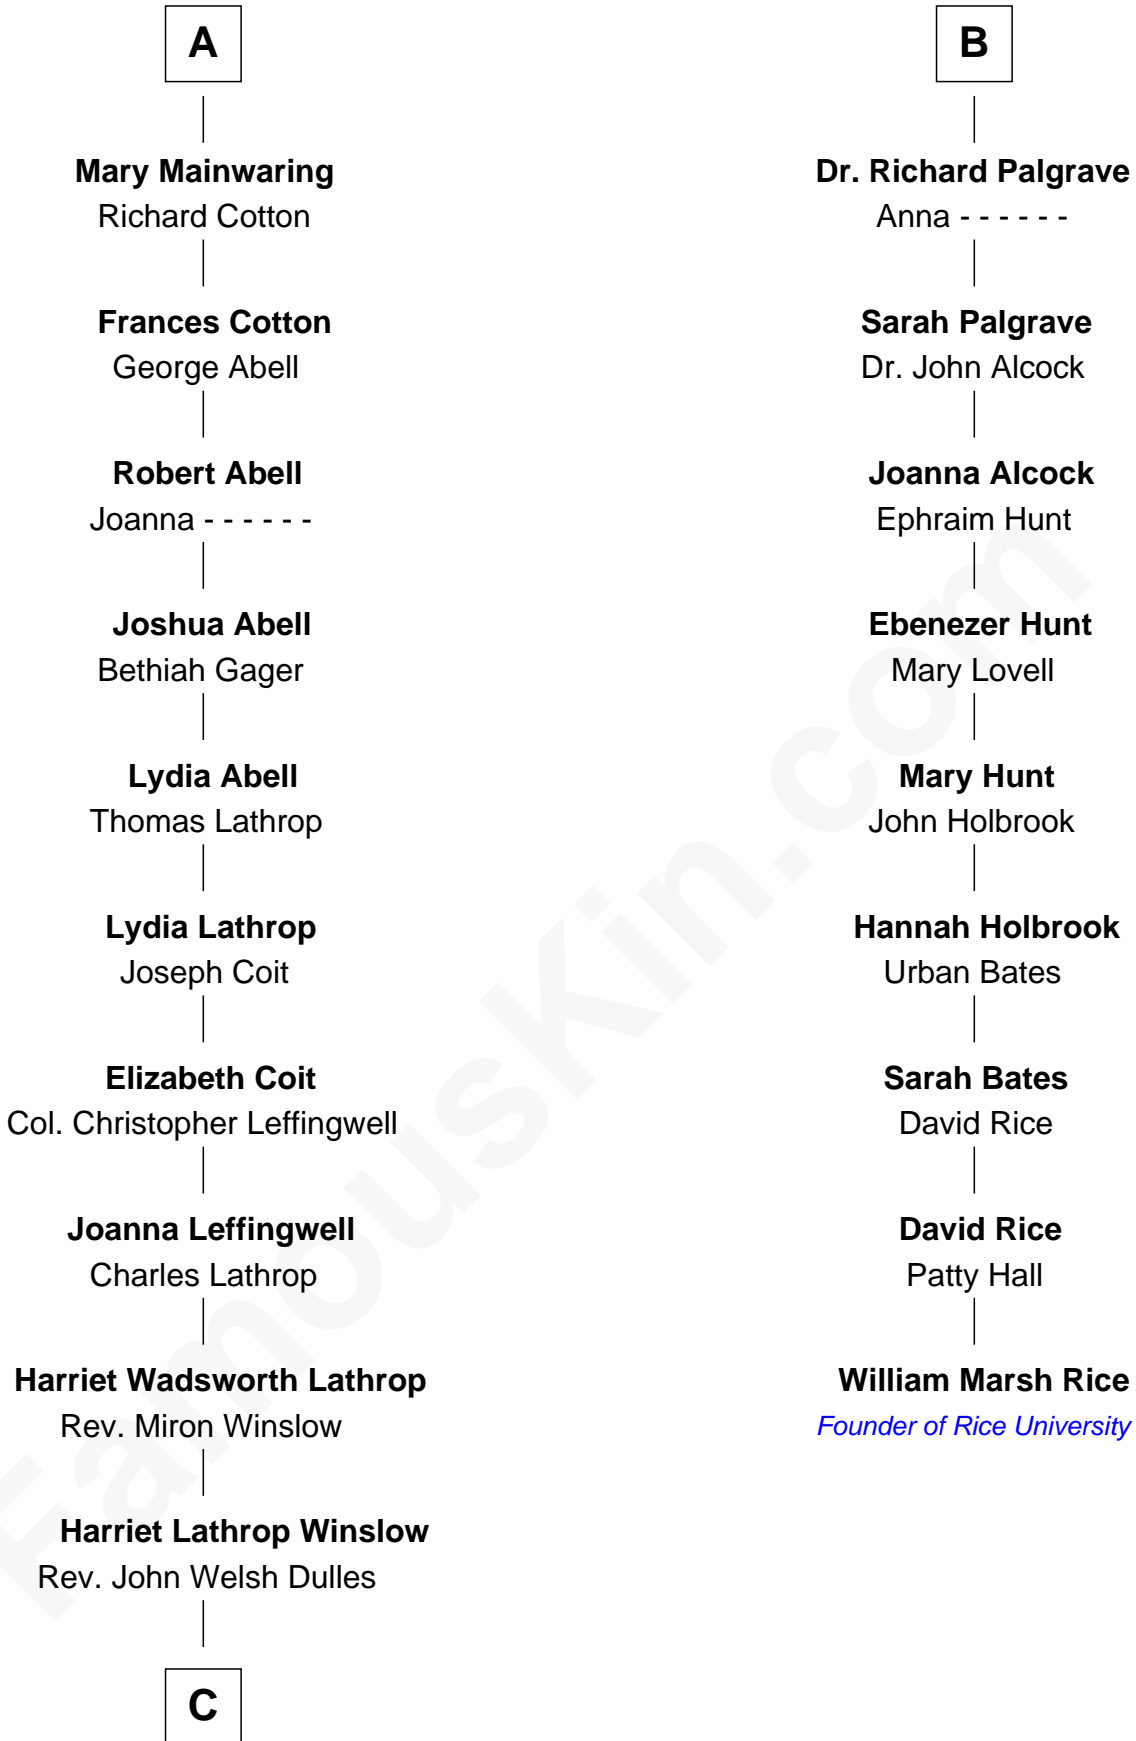 A
Mary Mainwaring
Richard Cotton
Frances Cotton
George Abell
Robert Abell
Joanna - - - - - -
Joshua Abell
Bethiah Gager
Lydia Abell
Thomas Lathrop
Lydia Lathrop
Joseph Coit
Elizabeth Coit
Col. Christopher Leffingwell
Joanna Leffingwell
Charles Lathrop
Harriet Wadsworth Lathrop
Rev. Miron Winslow
Harriet Lathrop Winslow
Rev. John Welsh Dulles
C
B
Dr. Richard Palgrave
Anna - - - - - -
Sarah Palgrave
Dr. John Alcock
Joanna Alcock
Ephraim Hunt
Ebenezer Hunt
Mary Lovell
Mary Hunt
John Holbrook
Hannah Holbrook
Urban Bates
Sarah Bates
David Rice
David Rice
Patty Hall
William Marsh Rice
Founder of Rice University
FamousKin.com